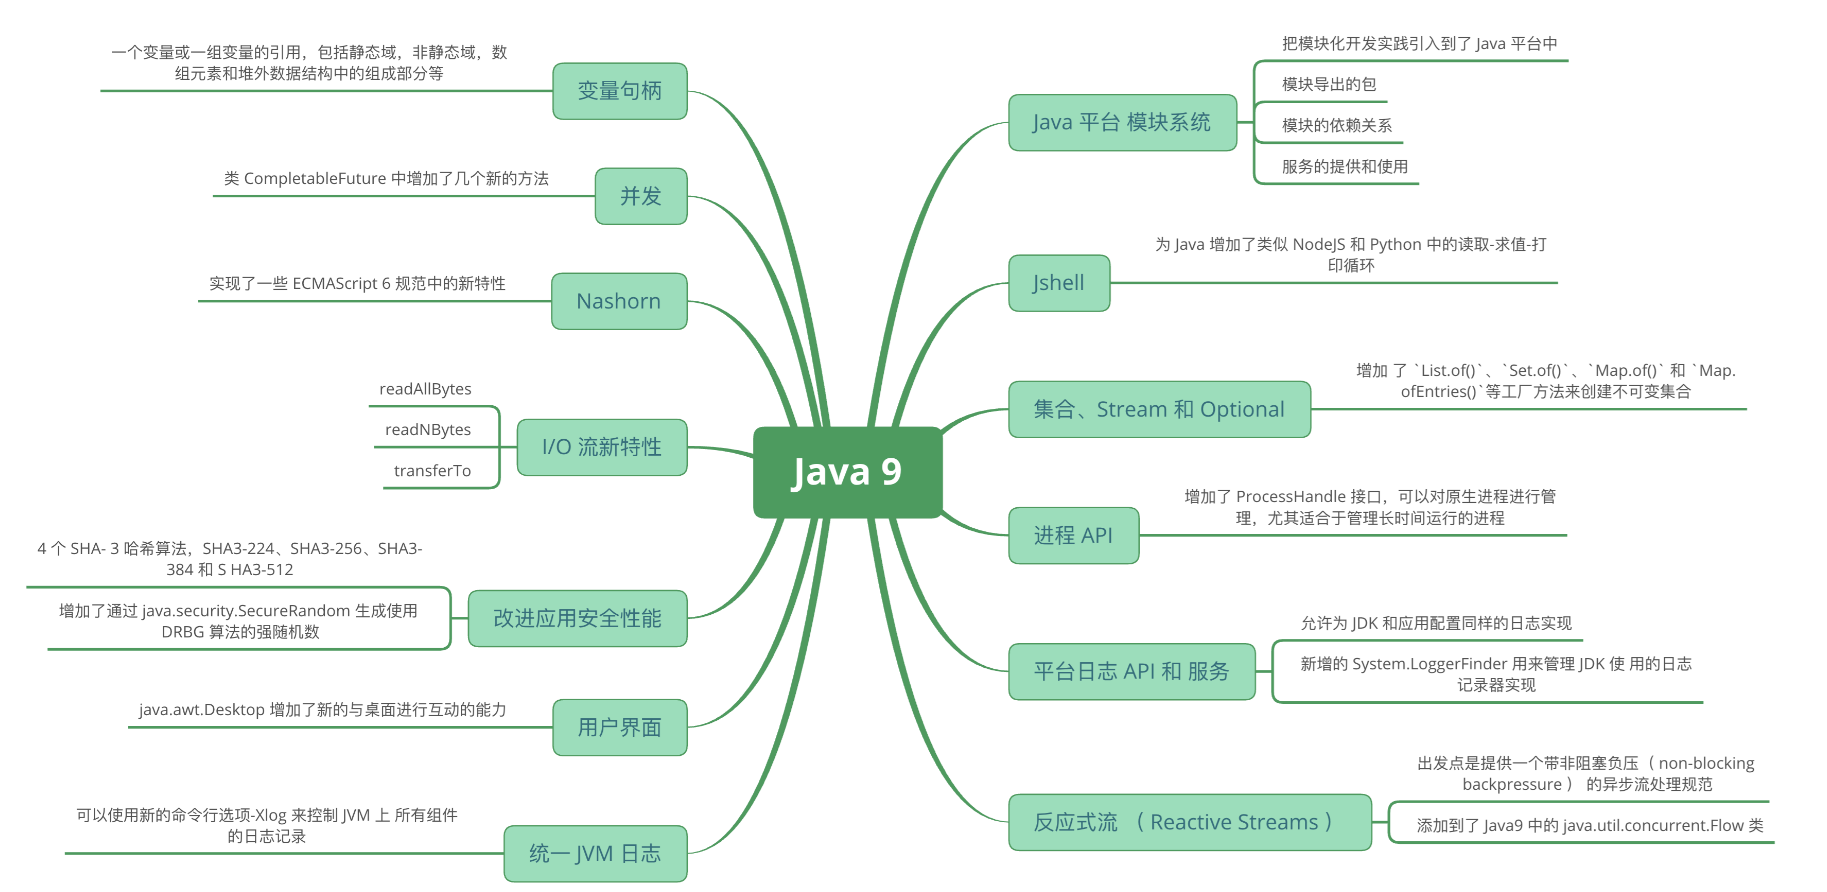 Java 9
Java 平台 模块系统
把模块化开发实践引入到了 Java 平台中
模块导出的包
模块的依赖关系
服务的提供和使用
Jshell
为 Java 增加了类似 NodeJS 和 Python 中的读取-求值-打
印循环
集合、Stream 和 Optional
增加 了 `List.of()`、`Set.of()`、`Map.of()` 和 `Map.
ofEntries()`等工厂方法来创建不可变集合
进程 API
增加了 ProcessHandle 接口，可以对原生进程进行管
理，尤其适合于管理长时间运行的进程
平台日志 API 和 服务
允许为 JDK 和应用配置同样的日志实现
新增的 System.LoggerFinder 用来管理 JDK 使 用的日志
记录器实现
反应式流 （ Reactive Streams ）
出发点是提供一个带非阻塞负压（ non-blocking
backpressure ） 的异步流处理规范
添加到了 Java9 中的 java.util.concurrent.Flow 类
变量句柄
一个变量或一组变量的引用，包括静态域，非静态域，数
组元素和堆外数据结构中的组成部分等
并发
类 CompletableFuture 中增加了几个新的方法
Nashorn
实现了一些 ECMAScript 6 规范中的新特性
I/O 流新特性
readAllBytes
readNBytes
transferTo
改进应用安全性能
4 个 SHA- 3 哈希算法，SHA3-224、SHA3-256、SHA3-
384 和 S HA3-512
增加了通过 java.security.SecureRandom 生成使用
DRBG 算法的强随机数
用户界面
java.awt.Desktop 增加了新的与桌面进行互动的能力
统一 JVM 日志
可以使用新的命令行选项-Xlog 来控制 JVM 上 所有组件
的日志记录